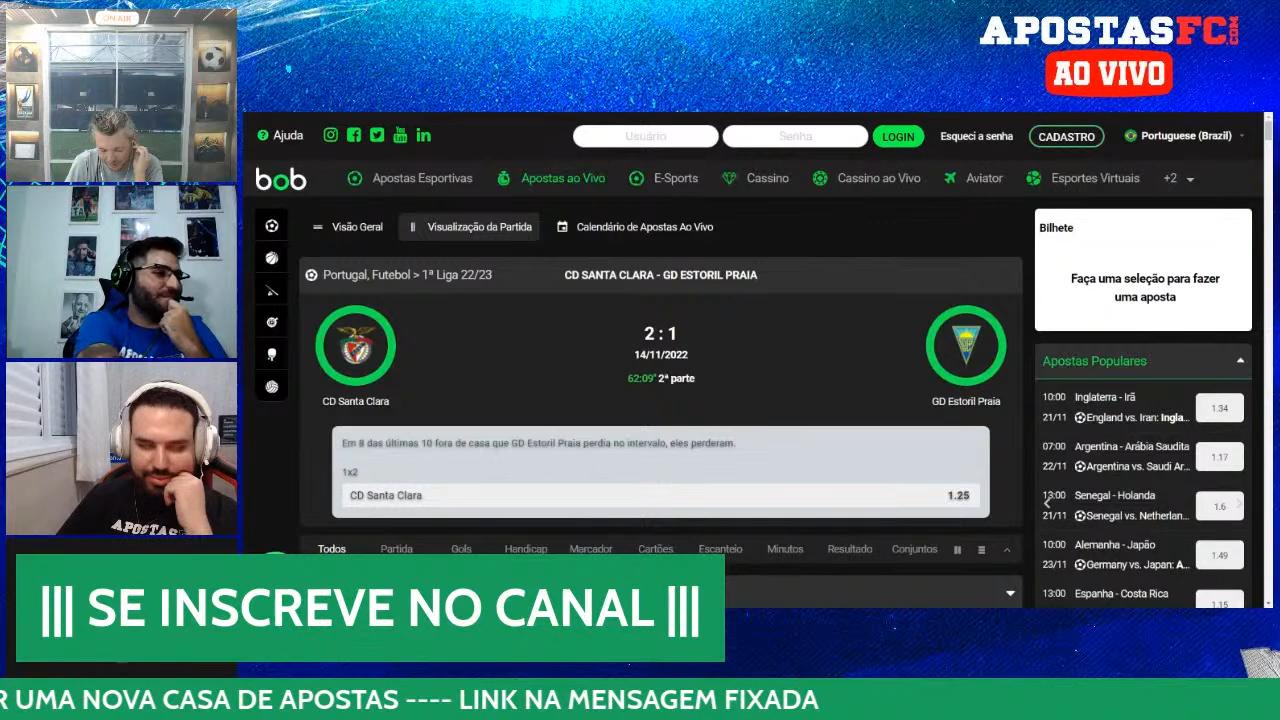 ON AIR
APOSTASFC.COM
AO VIVO
Ajuda
Usuário
Senha
LOGIN
Esqueci a senha
CADASTRO
Portuguese (Brazil)
bob
Apostas Esportivas
Apostas ao Vivo
E-Sports
Cassino
Cassino ao Vivo
Aviator
Esportes Virtuais
+2
Visão Geral
Visualização da Partida
Calendário de Apostas Ao Vivo
Portugal, Futebol > 1ª Liga 22/23
CD SANTA CLARA - GD ESTORIL PRAIA
2 : 1
14/11/2022
62:09" 2ª parte
CD Santa Clara
GD Estoril Praia
Em 8 das últimas 10 fora de casa que GD Estoril Praia perdia no intervalo, eles perderam.
1x2
CD Santa Clara 1.25
Todos Partida Gols Handicap Marcador Cartões Escanteio Minutos Resultado Conjuntos
Bilhete
Faça uma seleção para fazer
uma aposta
Apostas Populares
10:00 Inglaterra - Irã
21/11 England vs. Iran: Ingla... 1.34
07:00 Argentina - Arábia Saudita
22/11 Argentina vs. Saudi Ar... 1.17
13:00 Senegal - Holanda
21/11 Senegal vs. Netherlan... 1.6
10:00 Alemanha - Japão
23/11 Germany vs. Japan: A... 1.49
13:00 Espanha - Costa Rica
1.15
APOSTAS
||| SE INSCREVE NO CANAL |||
R UMA NOVA CASA DE APOSTAS ---- LINK NA MENSAGEM FIXADA